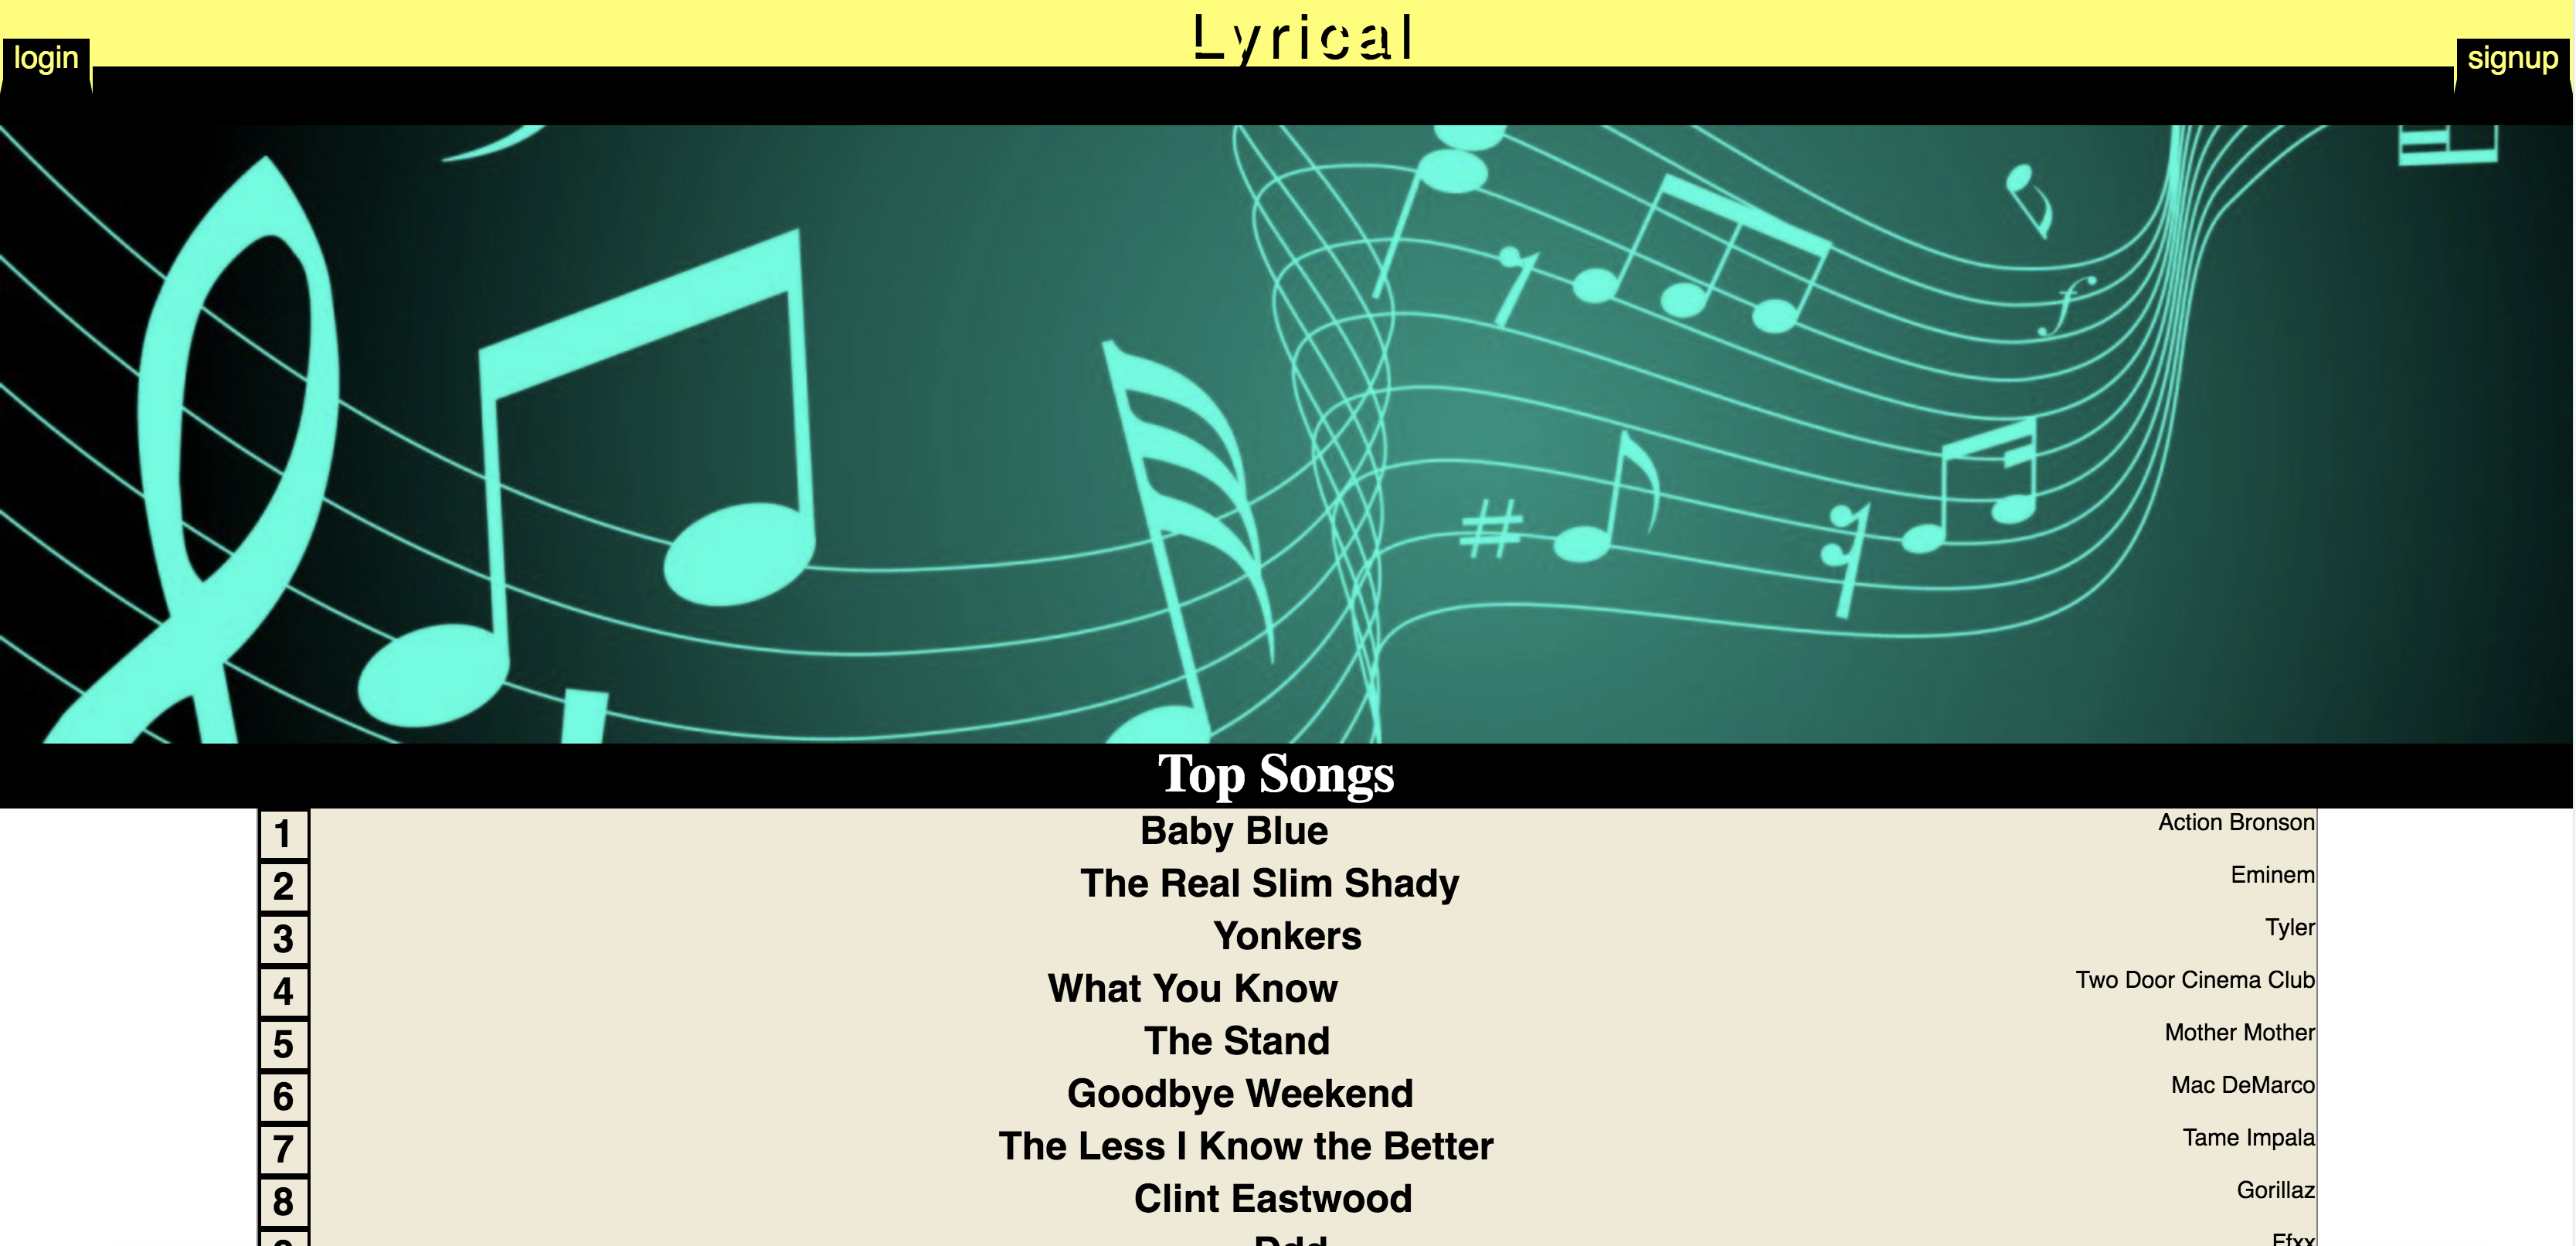 Lyrical
login
signup
Top Songs
1 Baby Blue Action Bronson
2 The Real Slim Shady Eminem
3 Yonkers Tyler
4 What You Know Two Door Cinema Club
5 The Stand Mother Mother
6 Goodbye Weekend Mac DeMarco
7 The Less I Know the Better Tame Impala
8 Clint Eastwood Gorillaz